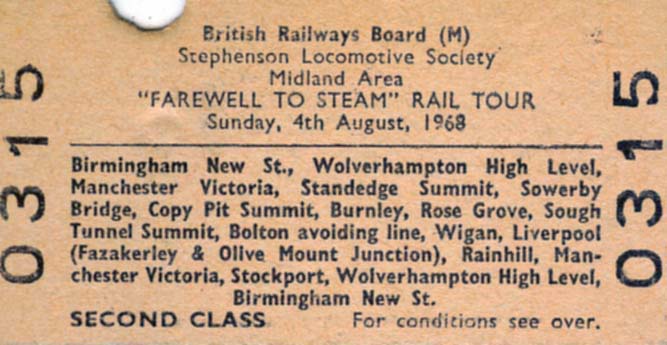 British Railways Board (M)
Stephenson Locomotive Society
Midland Area
"FAREWELL TO STEAM" RAIL TOUR
Sunday, 4th August, 1968
Birmingham New St., Wolverhampton High Level,
Manchester Victoria, Standedge Summit, Sowerby
Bridge, Copy Pit Summit, Burnley, Rose Grove, Sough
Tunnel Summit, Bolton avoiding line, Wigan, Liverpool
(Fazakerley & Olive Mount Junction), Rainhill, Man-
chester Victoria, Stockport, Wolverhampton High Level,
Birmingham New St.
SECOND CLASS For conditions see over.
0315
0315